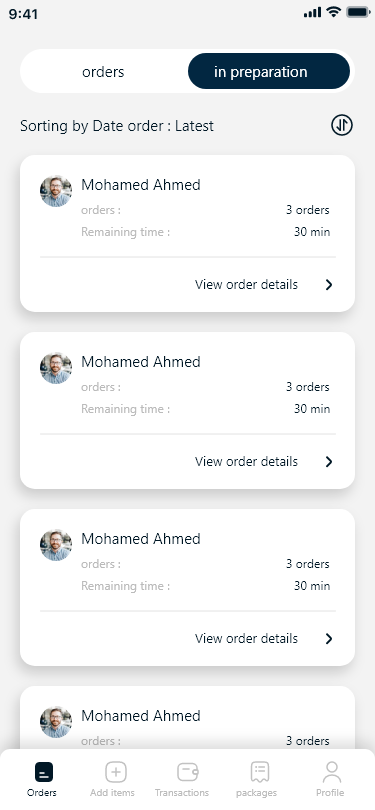 9:41
orders
in preparation
Sorting by Date order : Latest
Mohamed Ahmed
orders :
3 orders
Remaining time :
30 min
View order details
Mohamed Ahmed
orders :
3 orders
Remaining time :
30 min
View order details
Mohamed Ahmed
orders :
3 orders
Remaining time :
30 min
View order details
Mohamed Ahmed
orders :
3 orders
Orders
Add items
Transactions
packages
Profile